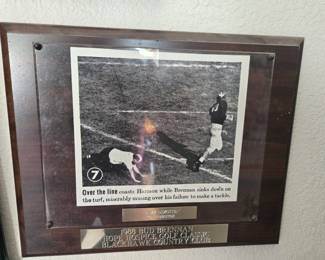 7
Over the line coasts Harmon while Brennan sinks down on
the turf, miserably musing over his failure to make a tackle.
1988 BUD BRENNAN
HOPE HOSPICE GOLF CLASSIC
BLACKHAWK COUNTRY CLUB